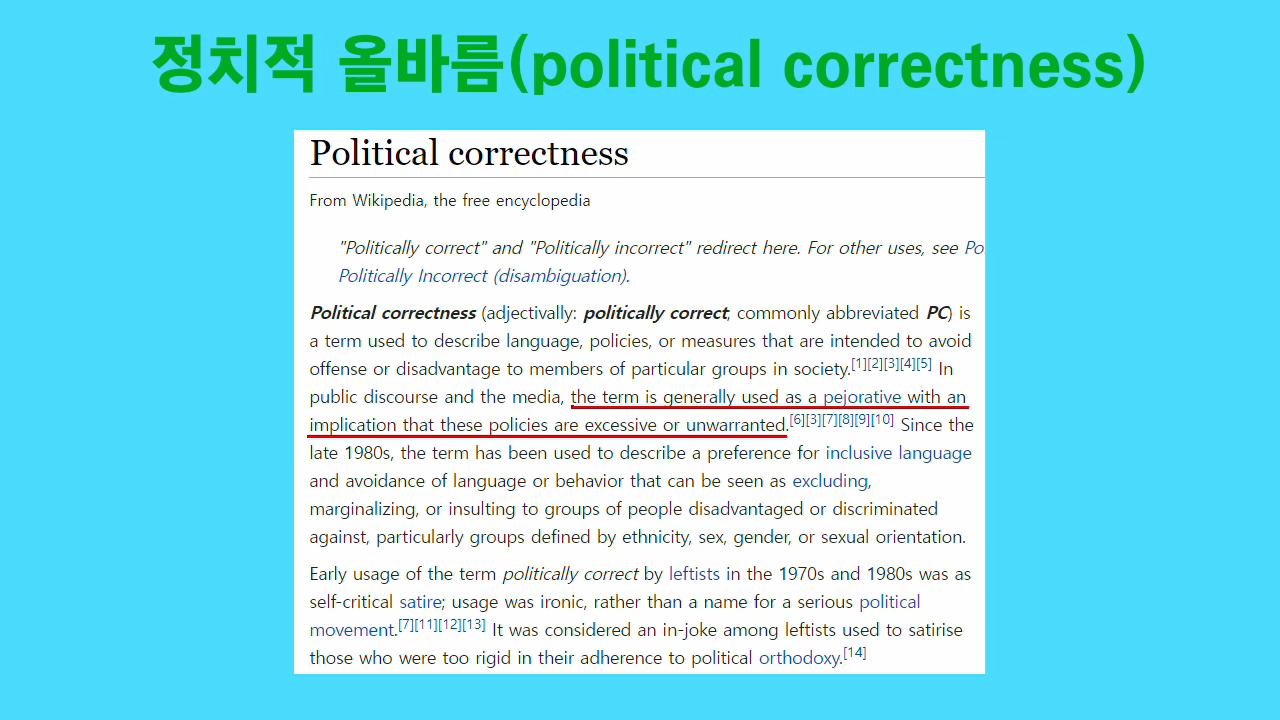 정치적 올바름(political correctness)
Political correctness
From Wikipedia, the free encyclopedia
"Politically correct" and "Politically incorrect" redirect here. For other uses, see Po
Politically Incorrect (disambiguation).
Political correctness (adjectivally: politically correct; commonly abbreviated PC) is
a term used to describe language, policies, or measures that are intended to avoid
offense or disadvantage to members of particular groups in society.[1][2][3][4][5] In
public discourse and the media, the term is generally used as a pejorative with an
implication that these policies are excessive or unwarranted.[6][3][7][8][9][10] Since the
late 1980s, the term has been used to describe a preference for inclusive language
and avoidance of language or behavior that can be seen as excluding,
marginalizing, or insulting to groups of people disadvantaged or discriminated
against, particularly groups defined by ethnicity, sex, gender, or sexual orientation.
Early usage of the term politically correct by leftists in the 1970s and 1980s was as
self-critical satire; usage was ironic, rather than a name for a serious political
movement.[7][11][12][13] It was considered an in-joke among leftists used to satirise
those who were too rigid in their adherence to political orthodoxy.[14]